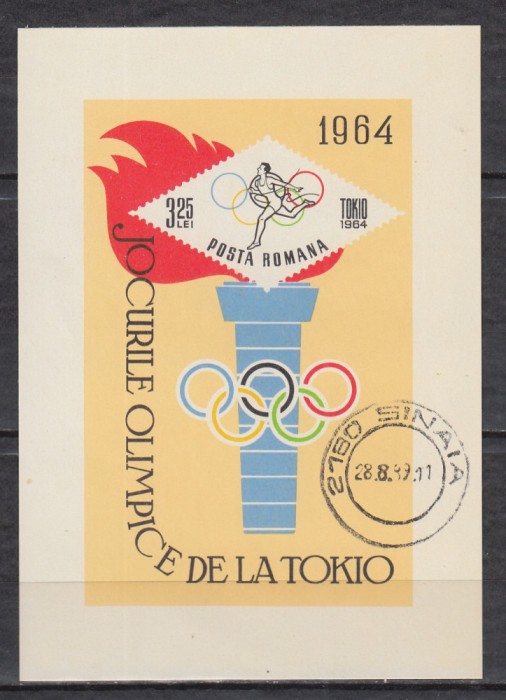 1964
3.25
LEI
TOKIO
1964
POSTA ROMANA
JOCURILE OLIMPICE DE LA TOKIO
2180 SINAIA